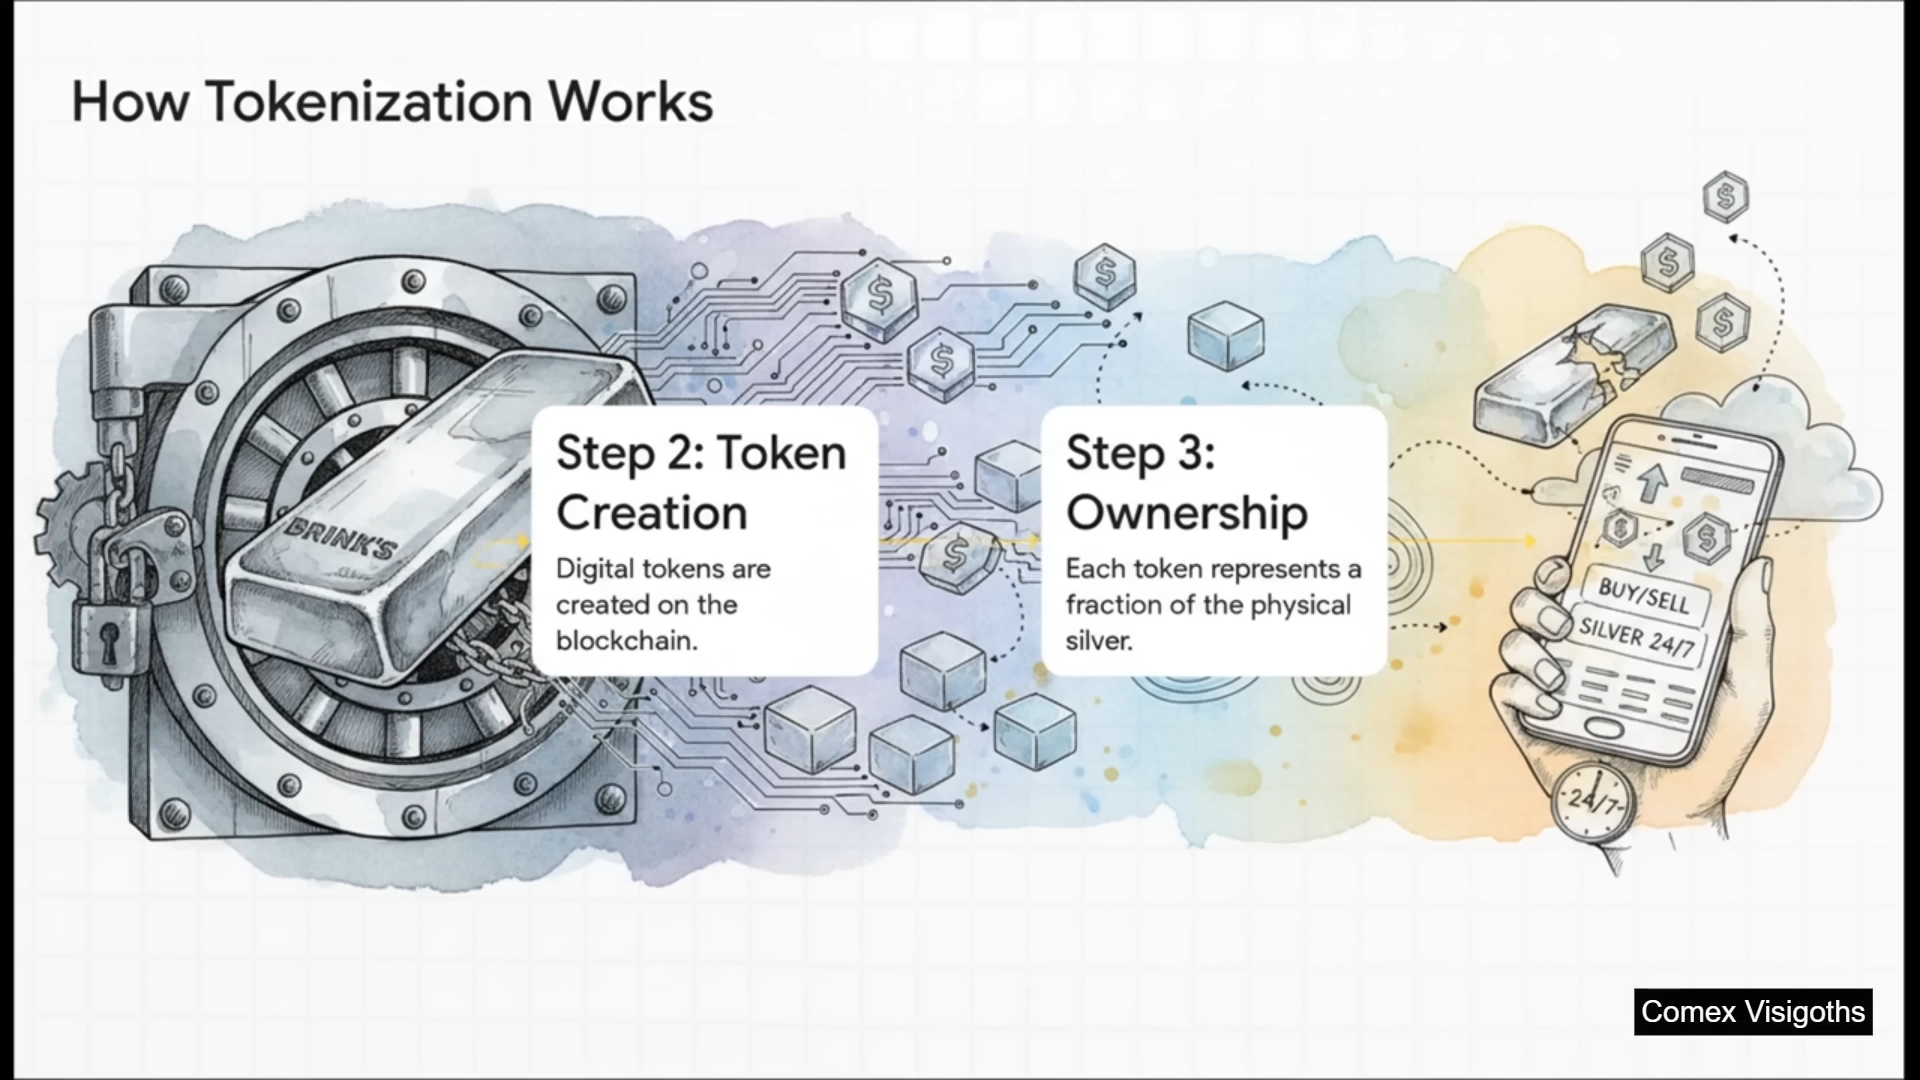 How Tokenization Works
BRINK'S
Step 2: Token
Creation
Digital tokens are
created on the
blockchain.
Step 3:
Ownership
Each token represents a
fraction of the physical
silver.
$
$
$
$
$
$
$
$
$
BUY/SELL
SILVER 24/7
24/7
Comex Visigoths